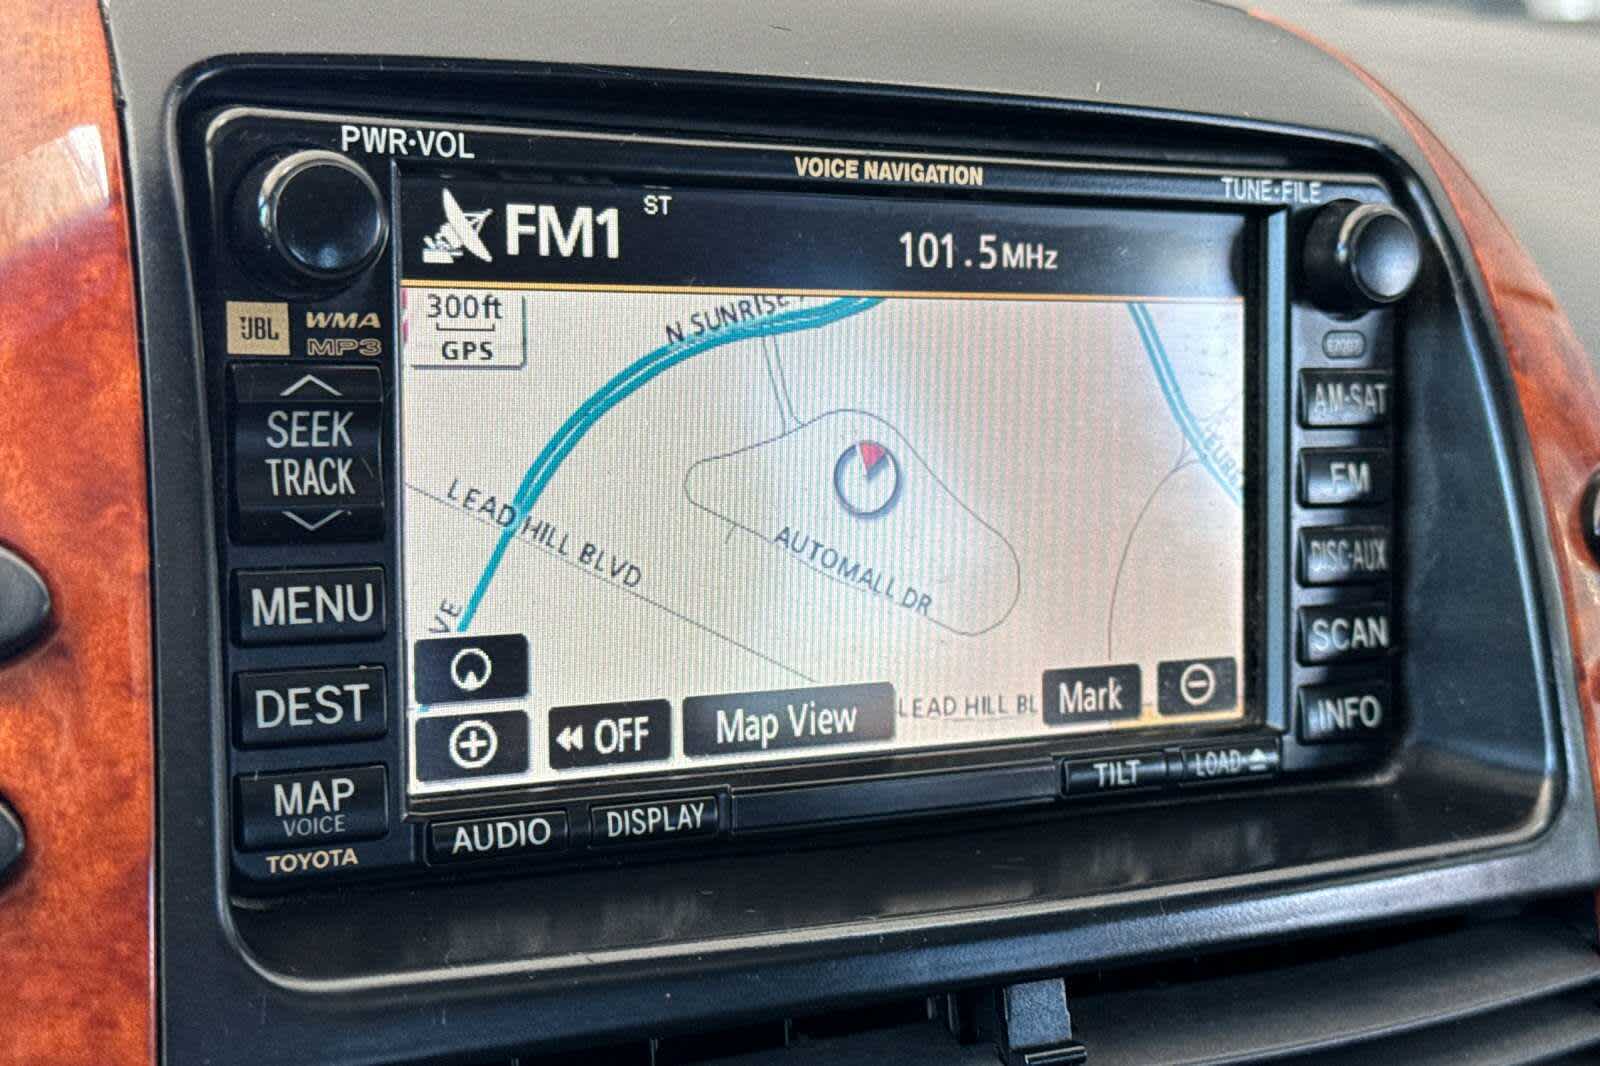 PWR·VOL
VOICE NAVIGATION
TUNE·FILE
FM1
ST
101.5MHz
JBL
WMA
MP3
300ft
GPS
N SUNRISE
E7007
AM·SAT
SEEK
TRACK
FM
LEAD HILL BLVD
AUTOMALL DR
DISC·AUX
MENU
VE
SCAN
DEST
OFF
Map View
LEAD HILL BL
Mark
INFO
MAP
VOICE
TOYOTA
AUDIO
DISPLAY
TILT
LOAD